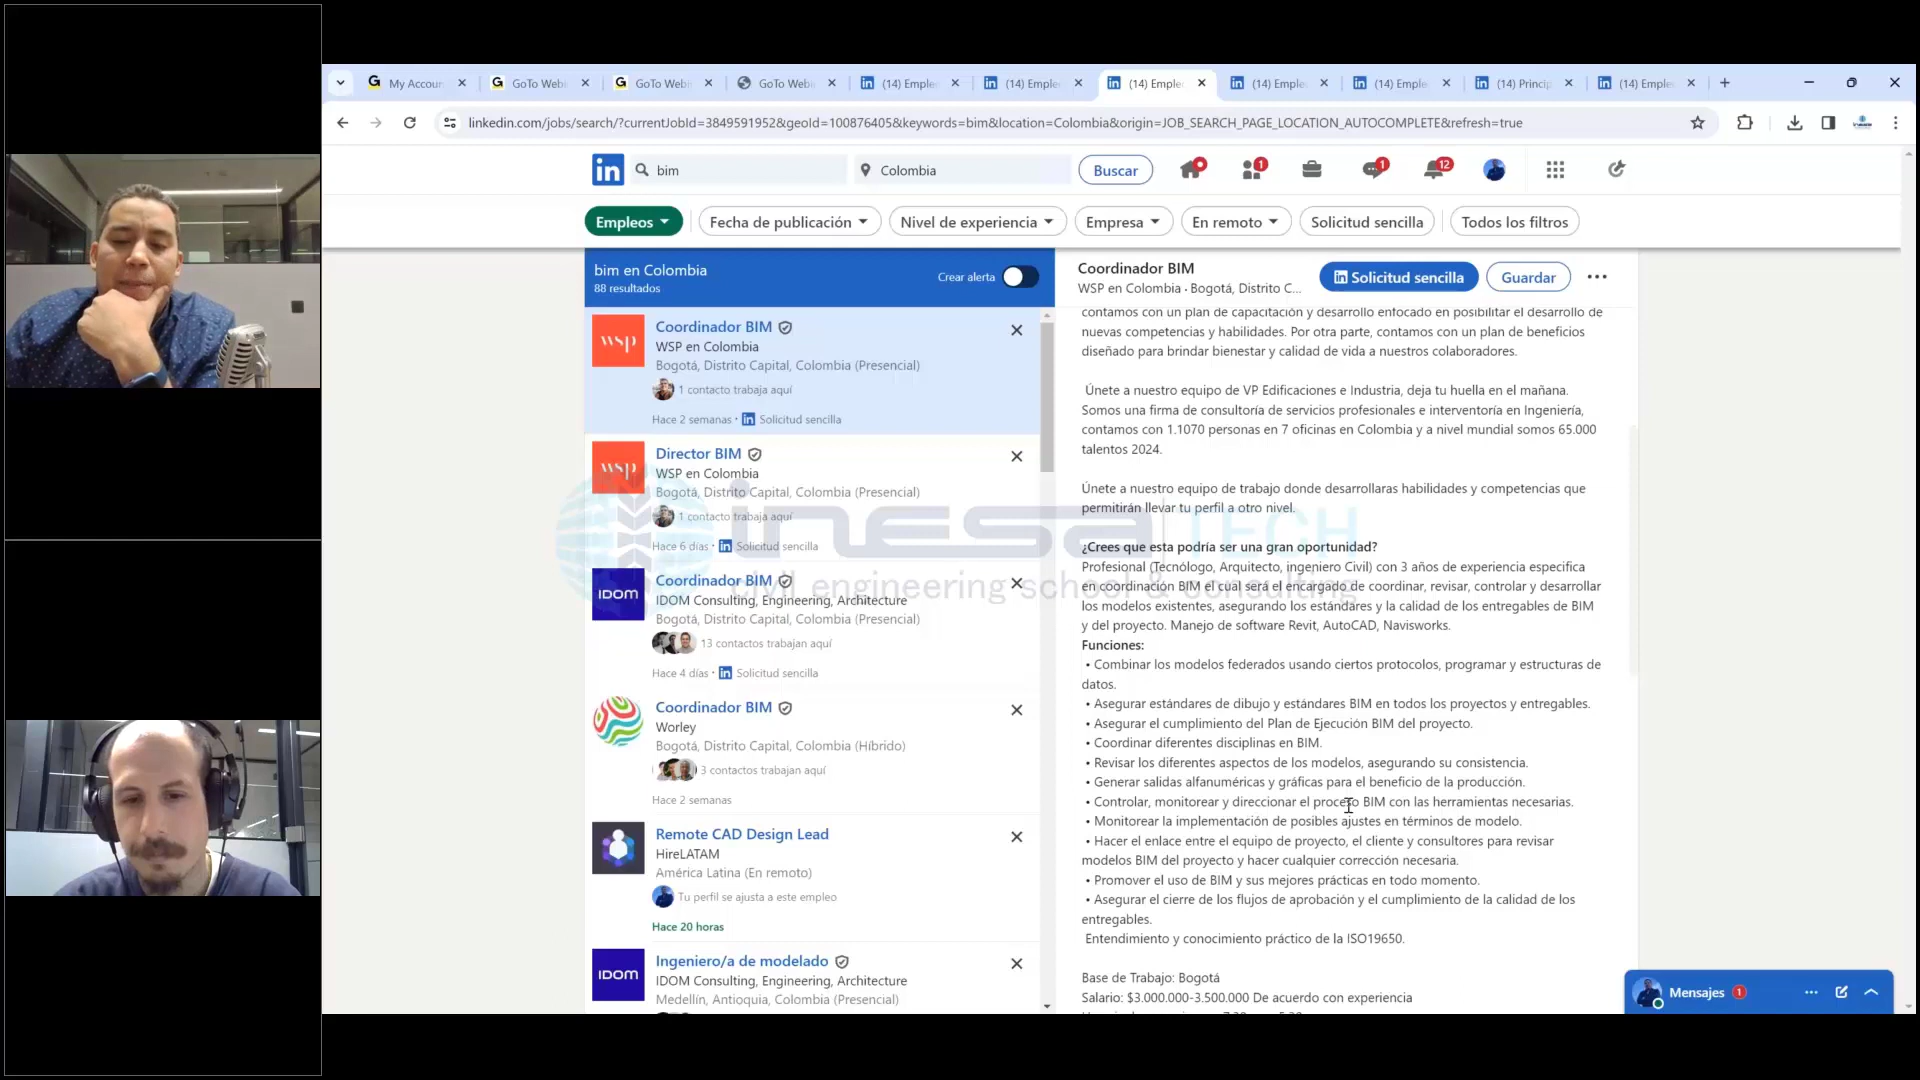 My Accoun
GoTo Webi
GoTo Webi
GoTo Webi
(14) Emple
(14) Emple
(14) Emple
(14) Emple
(14) Emple
(14) Princip
(14) Emple
linkedin.com/jobs/search/?currentJobId=3849591952&geoId=100876405&keywords=bim&location=Colombia&origin=JOB_SEARCH_PAGE_LOCATION_AUTOCOMPLETE&refresh=true
in
bim
Colombia
Buscar
1
1
12
Empleos
Fecha de publicación
Nivel de experiencia
Empresa
En remoto
Solicitud sencilla
Todos los filtros
bim en Colombia
88 resultados
Crear alerta
wsp
Coordinador BIM
WSP en Colombia
Bogotá, Distrito Capital, Colombia (Presencial)
1 contacto trabaja aquí
Hace 2 semanas · in Solicitud sencilla
wsp
Director BIM
WSP en Colombia
Bogotá, Distrito Capital, Colombia (Presencial)
1 contacto trabaja aquí
Hace 6 días · in Solicitud sencilla
IDOM
Coordinador BIM
IDOM Consulting, Engineering, Architecture
Bogotá, Distrito Capital, Colombia (Presencial)
13 contactos trabajan aquí
Hace 4 días · in Solicitud sencilla
Coordinador BIM
Worley
Bogotá, Distrito Capital, Colombia (Híbrido)
3 contactos trabajan aquí
Hace 2 semanas
Remote CAD Design Lead
HireLATAM
América Latina (En remoto)
Tu perfil se ajusta a este empleo
Hace 20 horas
IDOM
Ingeniero/a de modelado
IDOM Consulting, Engineering, Architecture
Medellín, Antioquia, Colombia (Presencial)
Coordinador BIM
WSP en Colombia · Bogotá, Distrito C...
in Solicitud sencilla
Guardar
contamos con un plan de capacitación y desarrollo enfocado en posibilitar el desarrollo de
nuevas competencias y habilidades. Por otra parte, contamos con un plan de beneficios
diseñado para brindar bienestar y calidad de vida a nuestros colaboradores.
Únete a nuestro equipo de VP Edificaciones e Industria, deja tu huella en el mañana.
Somos una firma de consultoría de servicios profesionales e interventoría en Ingeniería,
contamos con 1.1070 personas en 7 oficinas en Colombia y a nivel mundial somos 65.000
talentos 2024.
Únete a nuestro equipo de trabajo donde desarrollaras habilidades y competencias que
permitirán llevar tu perfil a otro nivel.
¿Crees que esta podría ser una gran oportunidad?
Profesional (Tecnólogo, Arquitecto, ingeniero Civil) con 3 años de experiencia especifica
en coordinación BIM el cual será el encargado de coordinar, revisar, controlar y desarrollar
los modelos existentes, asegurando los estándares y la calidad de los entregables de BIM
y del proyecto. Manejo de software Revit, AutoCAD, Navisworks.
Funciones:
• Combinar los modelos federados usando ciertos protocolos, programar y estructuras de
datos.
• Asegurar estándares de dibujo y estándares BIM en todos los proyectos y entregables.
• Asegurar el cumplimiento del Plan de Ejecución BIM del proyecto.
• Coordinar diferentes disciplinas en BIM.
• Revisar los diferentes aspectos de los modelos, asegurando su consistencia.
• Generar salidas alfanuméricas y gráficas para el beneficio de la producción.
• Controlar, monitorear y direccionar el proceso BIM con las herramientas necesarias.
• Monitorear la implementación de posibles ajustes en términos de modelo.
• Hacer el enlace entre el equipo de proyecto, el cliente y consultores para revisar
modelos BIM del proyecto y hacer cualquier corrección necesaria.
• Promover el uso de BIM y sus mejores prácticas en todo momento.
• Asegurar el cierre de los flujos de aprobación y el cumplimiento de la calidad de los
entregables.
Entendimiento y conocimiento práctico de la ISO19650.
Base de Trabajo: Bogotá
Salario: $3.000.000-3.500.000 De acuerdo con experiencia
inesa TECH
civil engineering school & consulting
Mensajes 1